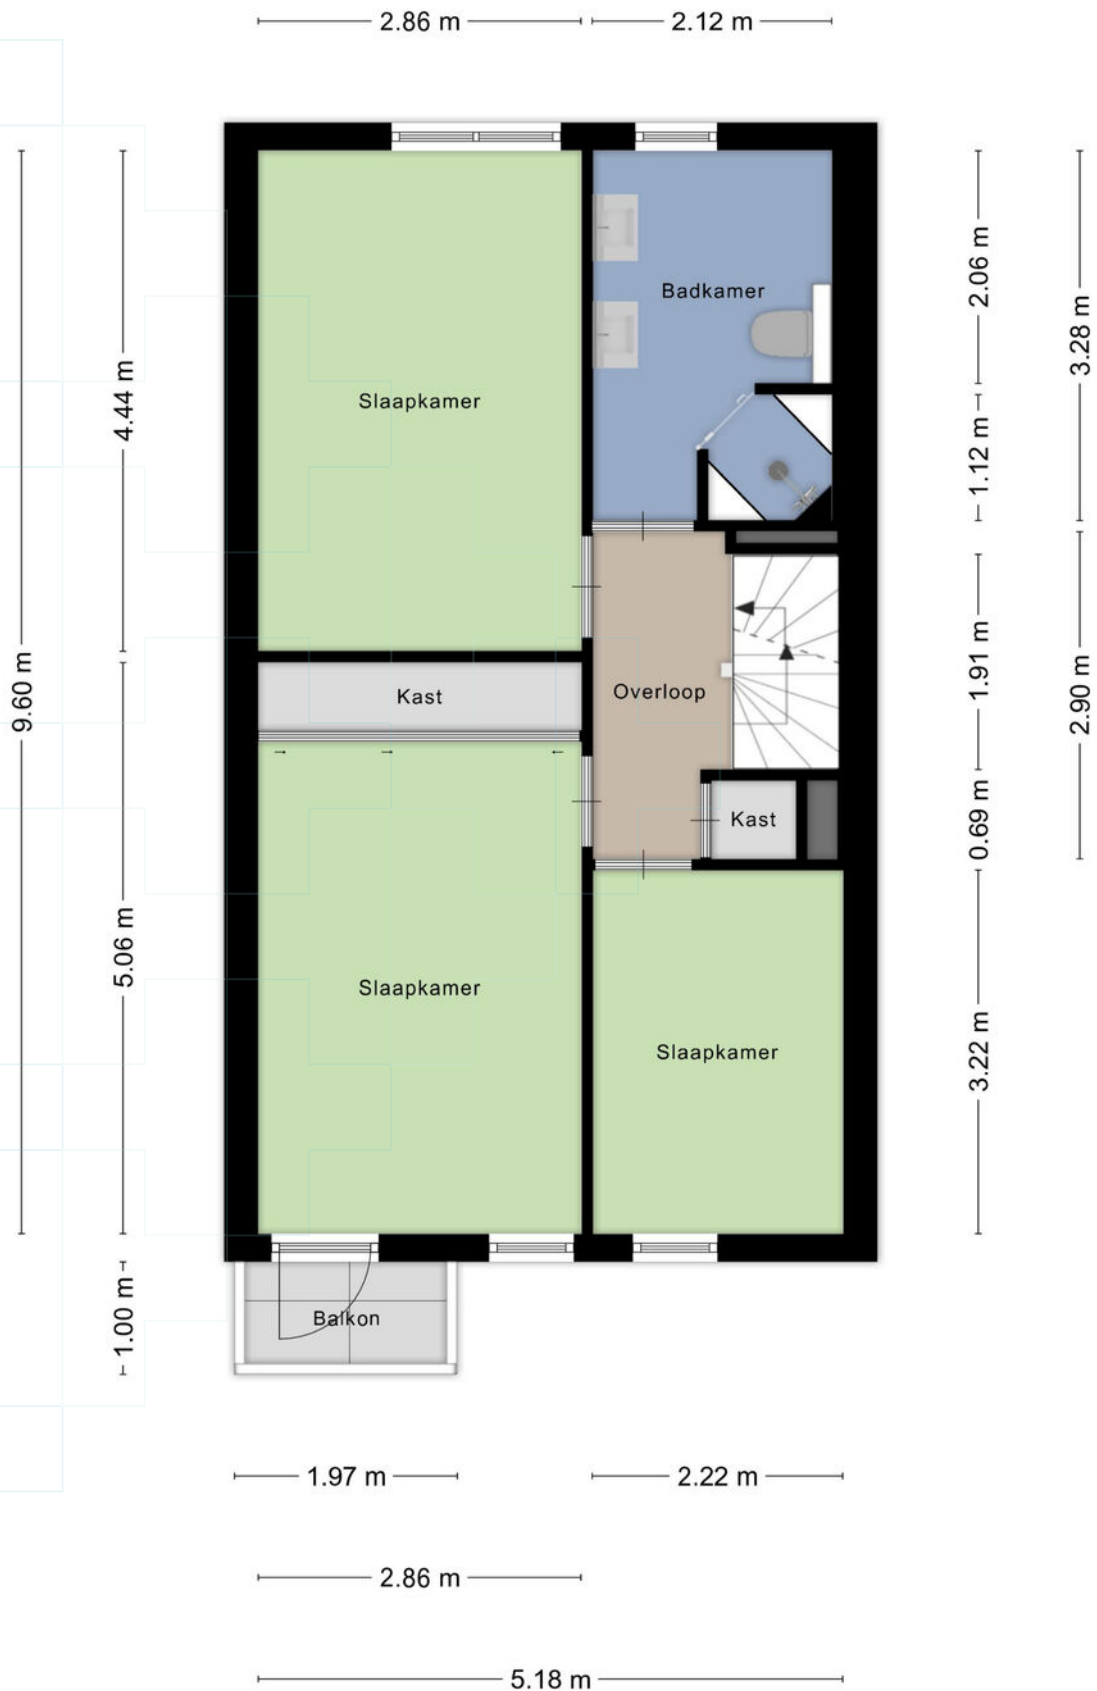 2.86 m
2.12 m
Slaapkamer
Badkamer
Kast
Overloop
Kast
Slaapkamer
Slaapkamer
Balkon
9.60 m
4.44 m
5.06 m
1.00 m
2.06 m
1.12 m
1.91 m
0.69 m
3.22 m
3.28 m
2.90 m
1.97 m
2.22 m
2.86 m
5.18 m